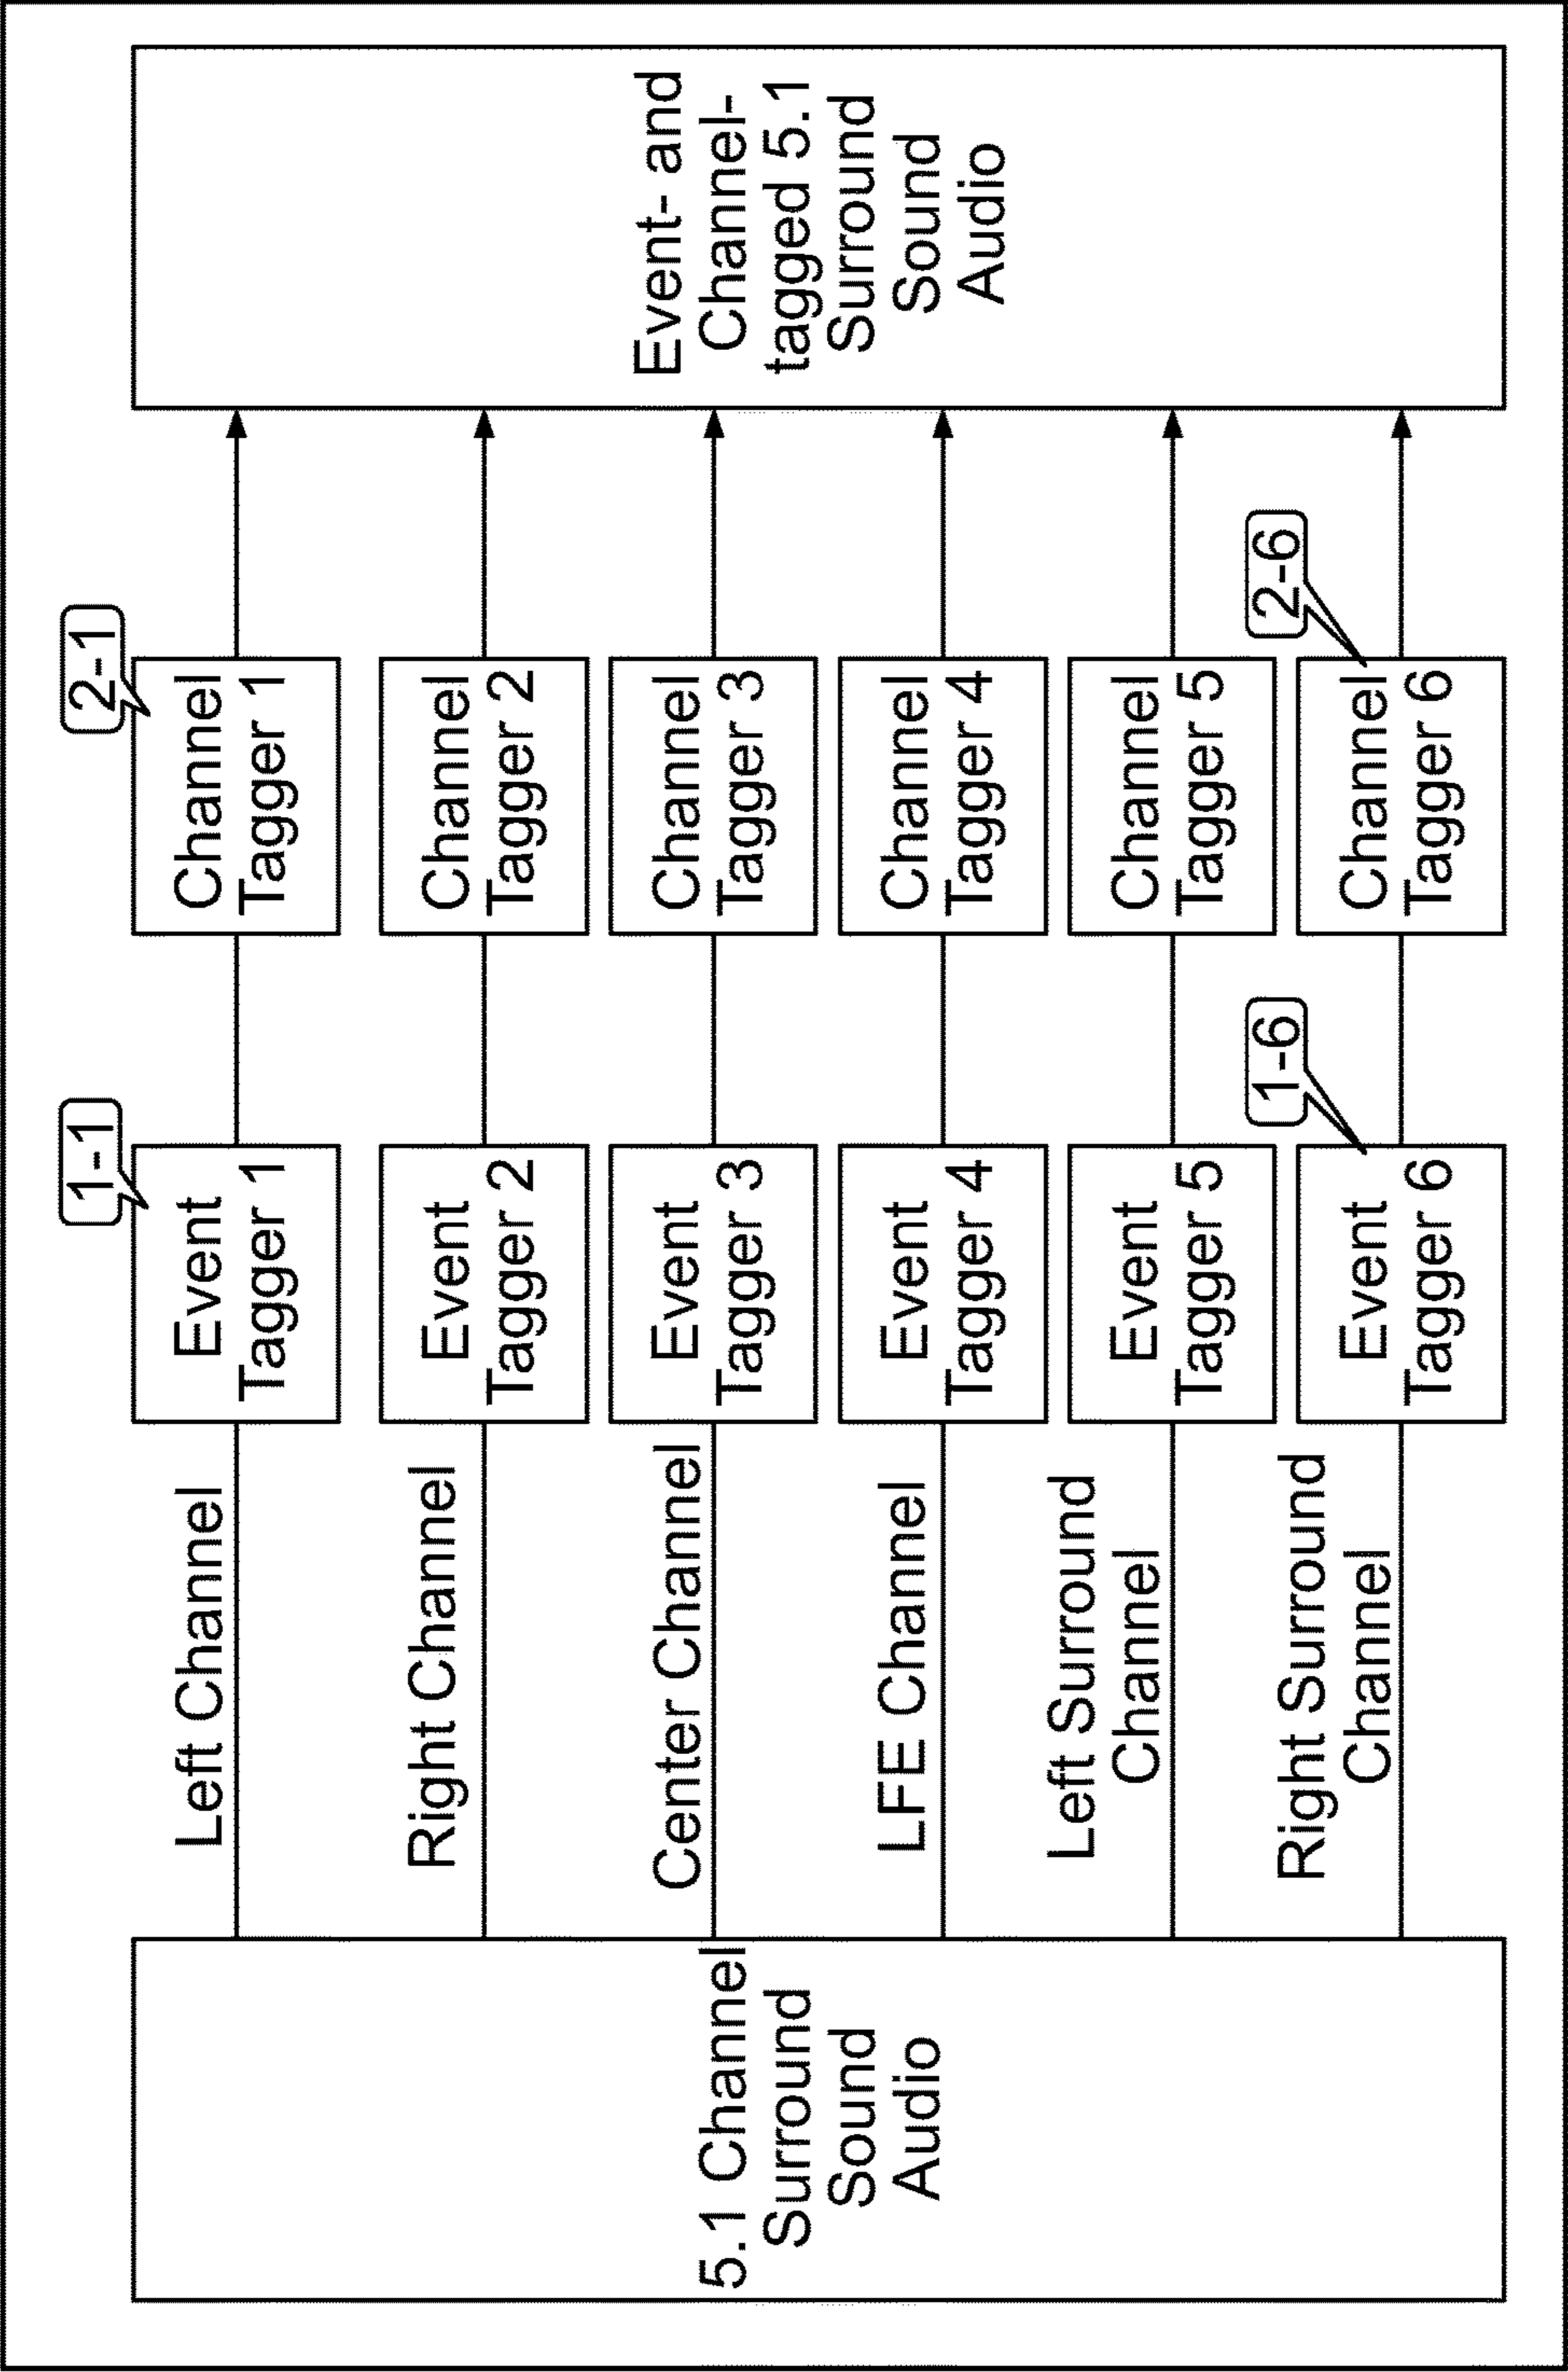 5.1 Channel
Surround
Sound
Audio
Left Channel
Right Channel
Center Channel
LFE Channel
Left Surround
Channel
Right Surround
Channel
1-1
Event
Tagger 1
Event
Tagger 2
Event
Tagger 3
Event
Tagger 4
Event
Tagger 5
1-6
Event
Tagger 6
2-1
Channel
Tagger 1
Channel
Tagger 2
Channel
Tagger 3
Channel
Tagger 4
Channel
Tagger 5
2-6
Channel
Tagger 6
Event- and
Channel-
tagged 5.1
Surround
Sound
Audio